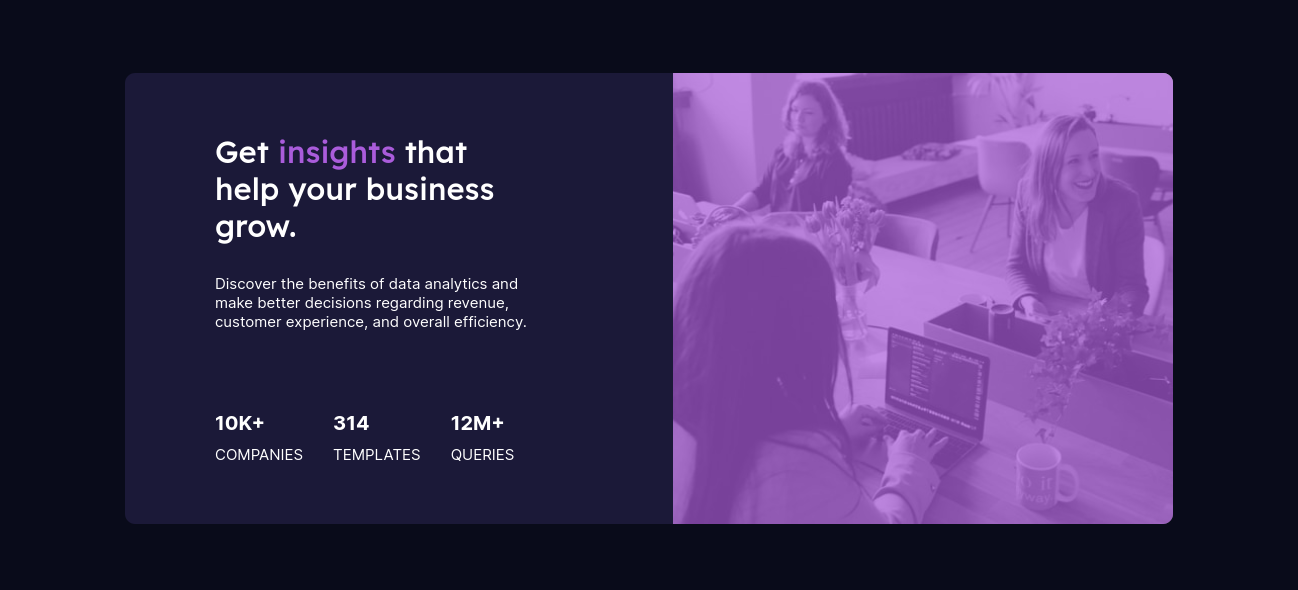 Get insights that
help your business
grow.
Discover the benefits of data analytics and
make better decisions regarding revenue,
customer experience, and overall efficiency.
10K+ 314 12M+
COMPANIES TEMPLATES QUERIES